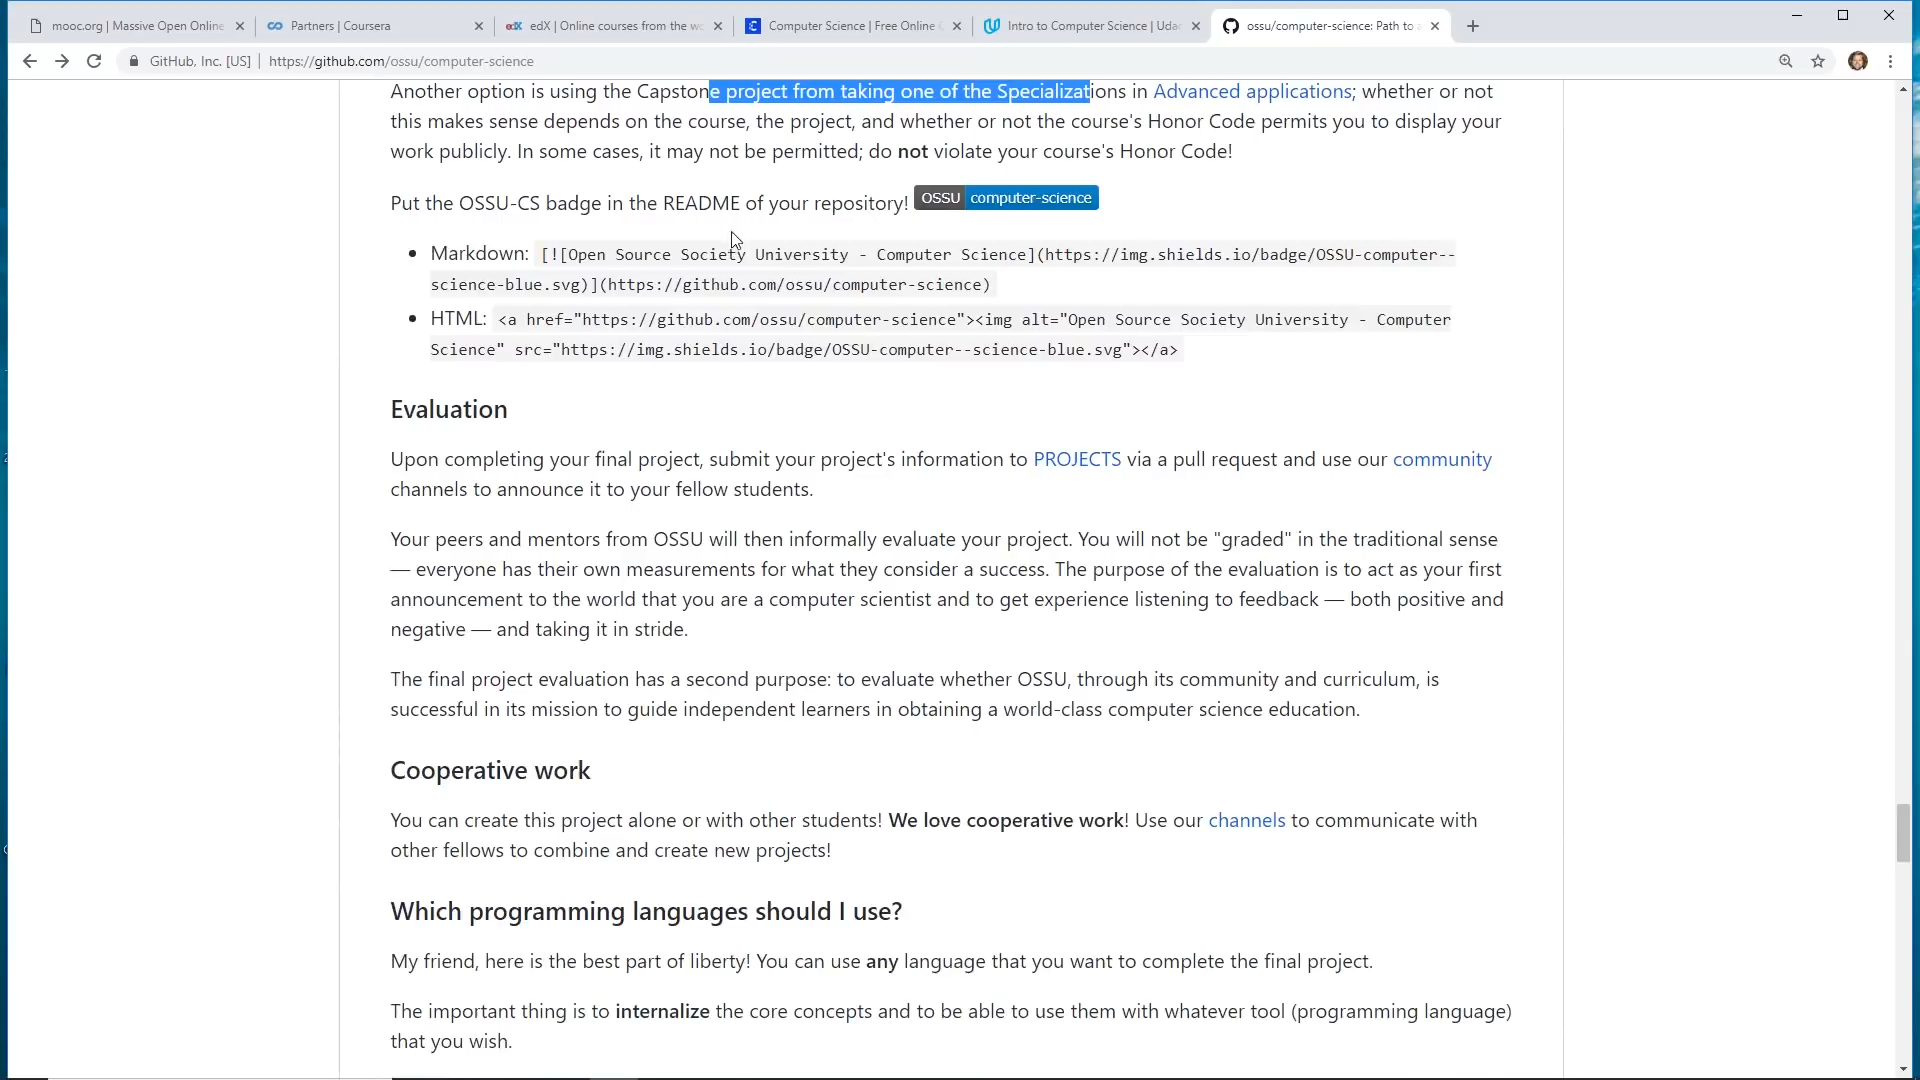 mooc.org | Massive Open Online
Partners | Coursera
edX | Online courses from the wo
Computer Science | Free Online C
Intro to Computer Science | Udac
ossu/computer-science: Path to a
GitHub, Inc. [US] | https://github.com/ossu/computer-science
Another option is using the Capstone project from taking one of the Specializations in Advanced applications; whether or not
this makes sense depends on the course, the project, and whether or not the course's Honor Code permits you to display your
work publicly. In some cases, it may not be permitted; do not violate your course's Honor Code!
Put the OSSU-CS badge in the README of your repository! OSSU computer-science
Markdown: [![Open Source Society University - Computer Science](https://img.shields.io/badge/OSSU-computer--
science-blue.svg)](https://github.com/ossu/computer-science)
HTML: <a href="https://github.com/ossu/computer-science"><img alt="Open Source Society University - Computer
Science" src="https://img.shields.io/badge/OSSU-computer--science-blue.svg"></a>
Evaluation
Upon completing your final project, submit your project's information to PROJECTS via a pull request and use our community
channels to announce it to your fellow students.
Your peers and mentors from OSSU will then informally evaluate your project. You will not be "graded" in the traditional sense
— everyone has their own measurements for what they consider a success. The purpose of the evaluation is to act as your first
announcement to the world that you are a computer scientist and to get experience listening to feedback — both positive and
negative — and taking it in stride.
The final project evaluation has a second purpose: to evaluate whether OSSU, through its community and curriculum, is
successful in its mission to guide independent learners in obtaining a world-class computer science education.
Cooperative work
You can create this project alone or with other students! We love cooperative work! Use our channels to communicate with
other fellows to combine and create new projects!
Which programming languages should I use?
My friend, here is the best part of liberty! You can use any language that you want to complete the final project.
The important thing is to internalize the core concepts and to be able to use them with whatever tool (programming language)
that you wish.